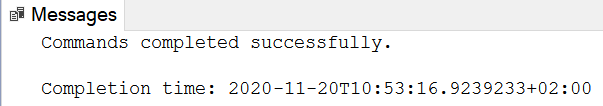 Messages
Commands completed successfully.
Completion time: 2020-11-20T10:53:16.9239233+02:00